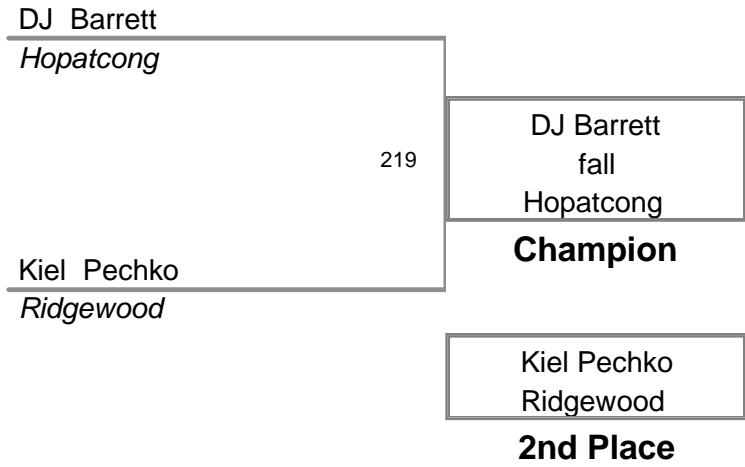 DJ Barrett
Hopatcong
DJ Barrett
219
fall
Hopatcong
Champion
Kiel Pechko
Ridgewood
Kiel Pechko
Ridgewood
2nd Place